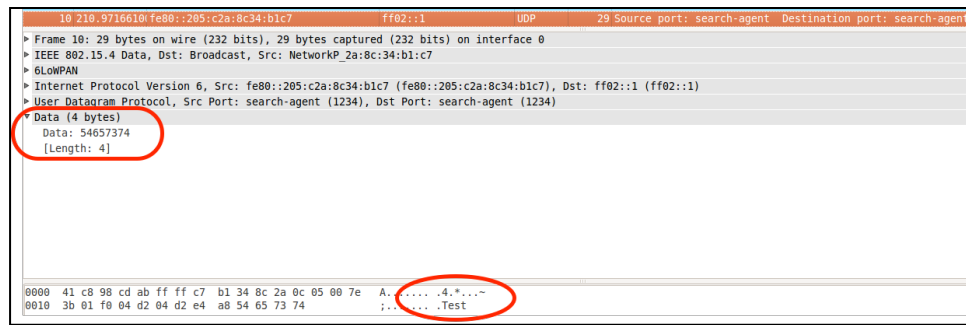 10 210.9716610 fe80::205:c2a:8c34:b1c7 ff02::1 UDP 29 Source port: search-agent Destination port: search-agent
Frame 10: 29 bytes on wire (232 bits), 29 bytes captured (232 bits) on interface 0
IEEE 802.15.4 Data, Dst: Broadcast, Src: NetworkP_2a:8c:34:b1:c7
6LoWPAN
Internet Protocol Version 6, Src: fe80::205:c2a:8c34:b1c7 (fe80::205:c2a:8c34:b1c7), Dst: ff02::1 (ff02::1)
User Datagram Protocol, Src Port: search-agent (1234), Dst Port: search-agent (1234)
Data (4 bytes)
Data: 54657374
[Length: 4]
0000 41 c8 98 cd ab ff ff c7 b1 34 8c 2a 0c 05 00 7e A....... .4.*...~
0010 3b 01 f0 04 d2 04 d2 e4 a8 54 65 73 74 ;....... .Test